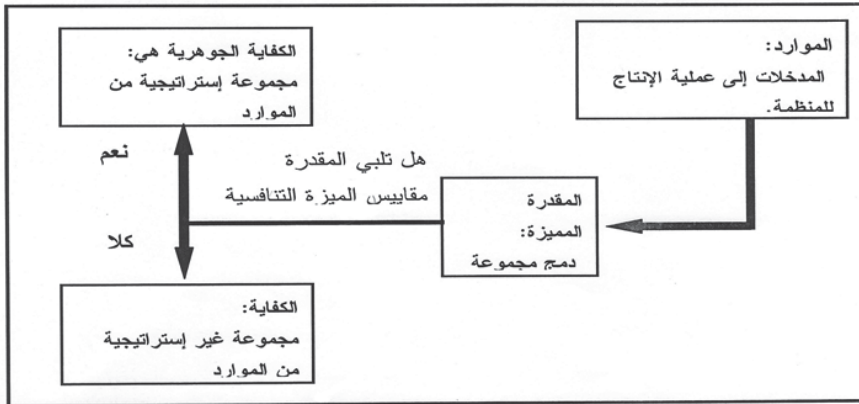 الموارد:
المدخلات إلى عملية الإنتاج
للمنظمة.
المقدرة
المميزة:
دمج مجموعة
هل تلبي المقدرة
مقاييس الميزة التنافسية
نعم
الكفاية الجوهرية هي:
مجموعة إستراتيجية من
الموارد
كلا
الكفاية:
مجموعة غير إستراتيجية
من الموارد